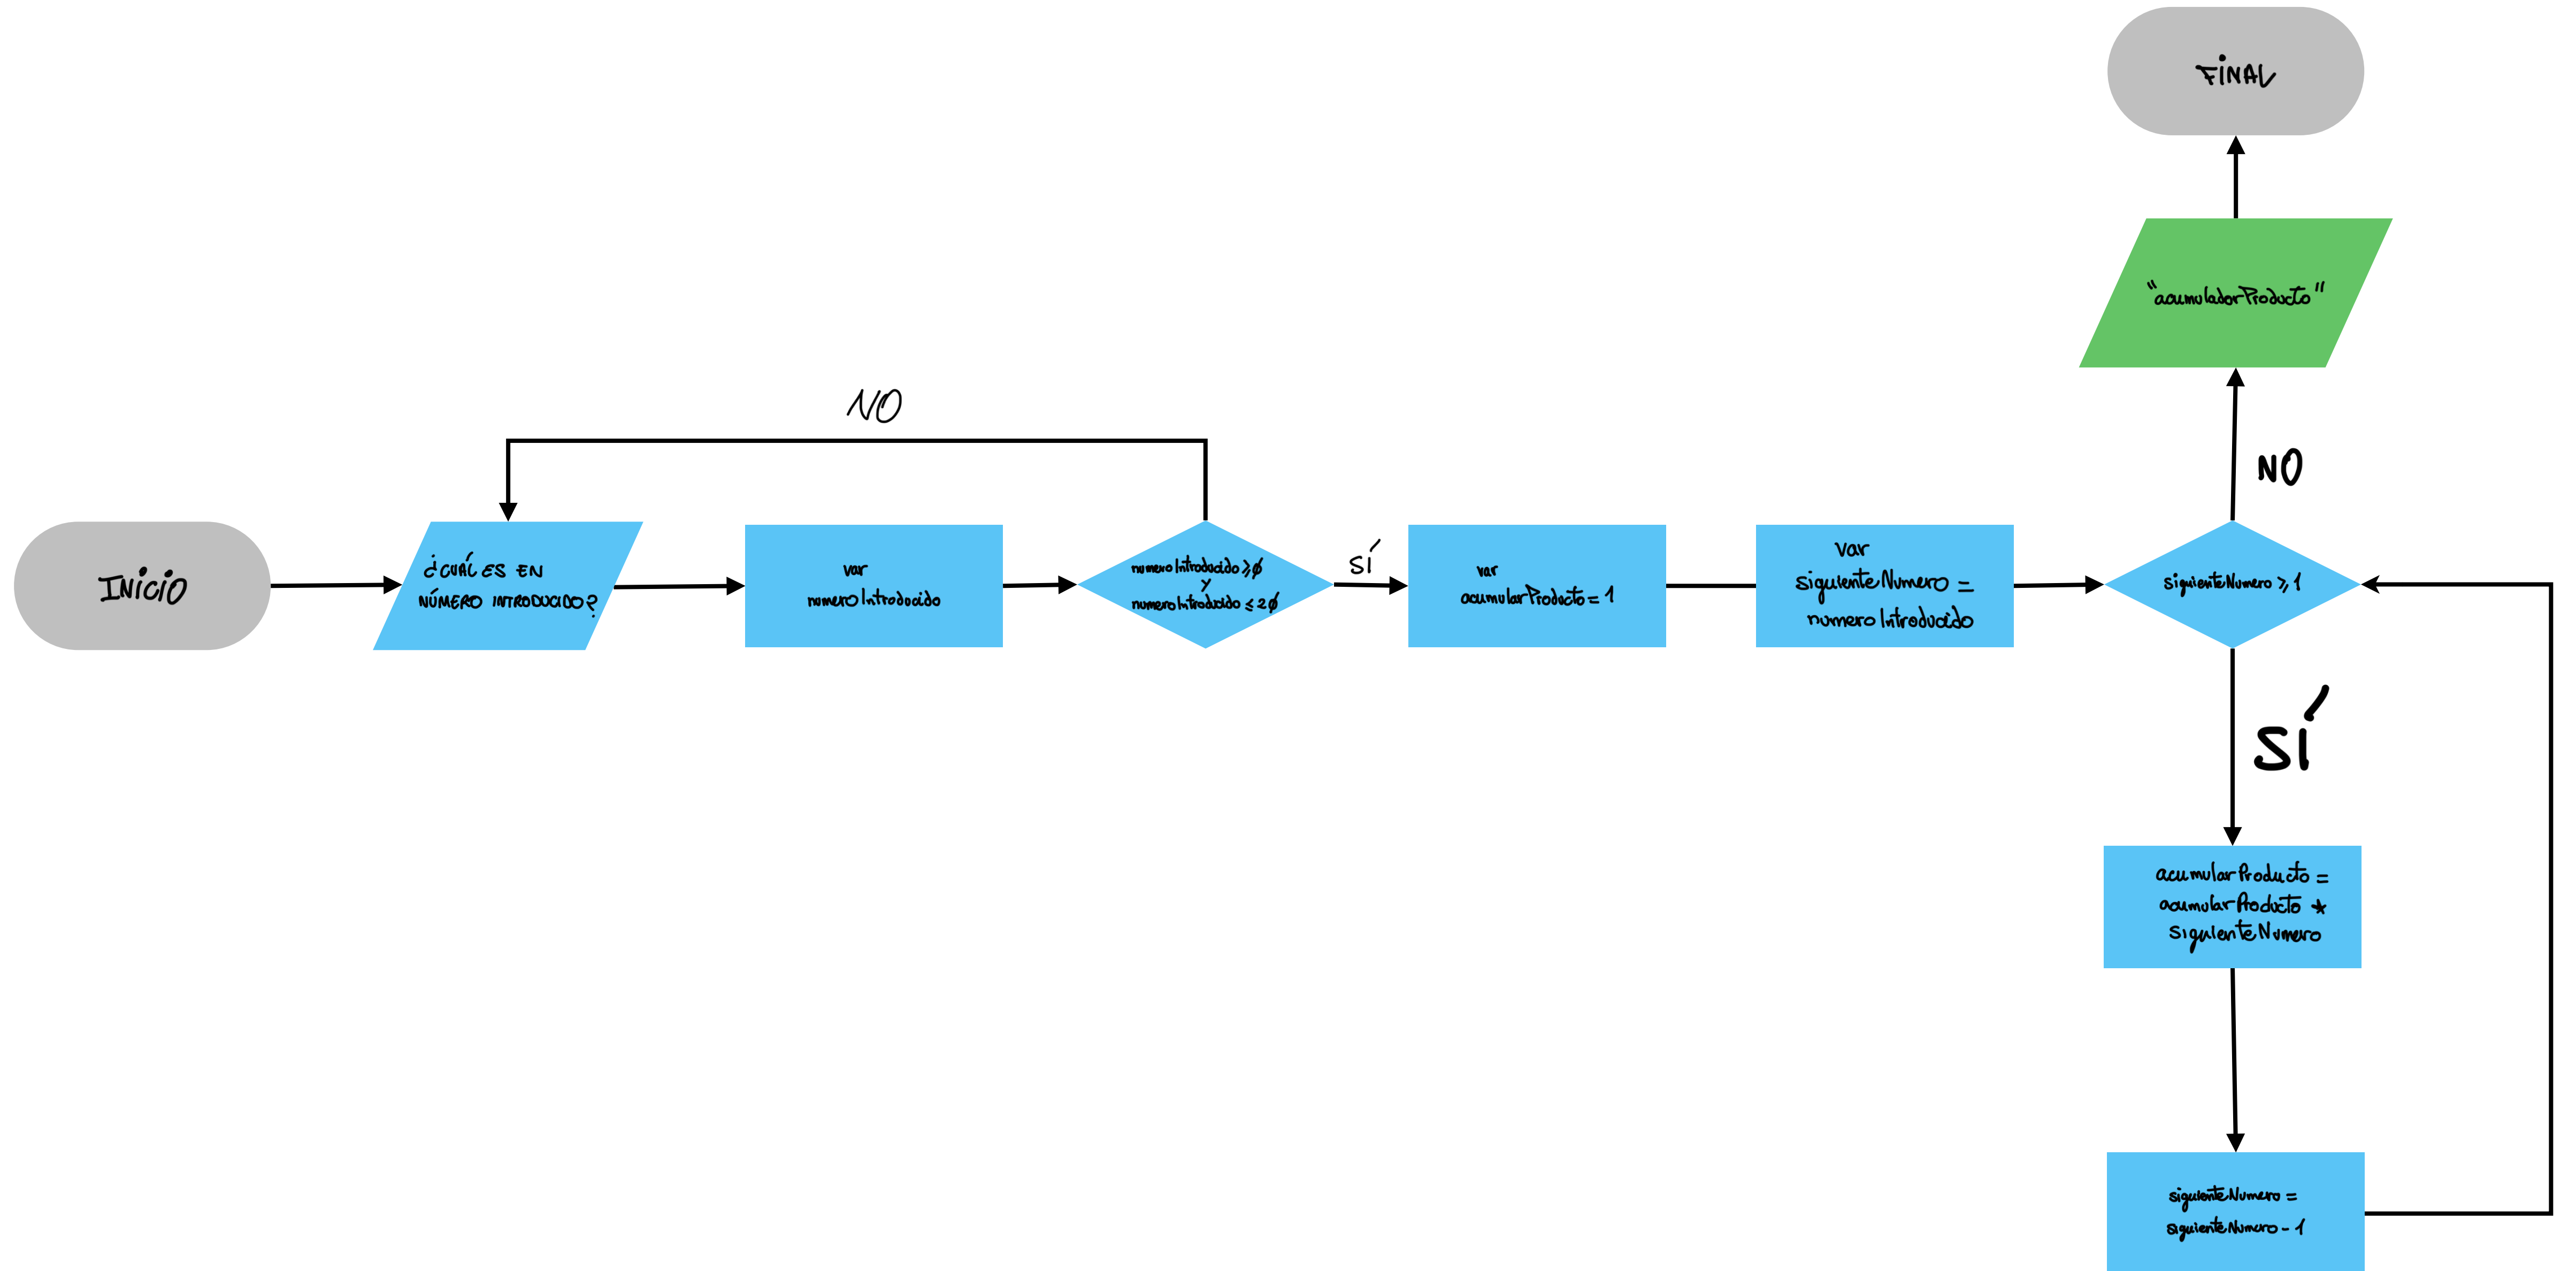 INICIO
¿CUÁL ES EN
NÚMERO INTRODUCIDO?
var
numeroIntroducido
NO
numeroIntroducido ≥ 0
Y
numeroIntroducido ≤ 20
SÍ
var
acumularProducto = 1
var
siguienteNumero =
numeroIntroducido
siguienteNumero ≥ 1
NO
"acumuladorProducto"
FINAL
SÍ
acumularProducto =
acumularProducto *
siguienteNumero
siguienteNumero =
siguienteNumero - 1